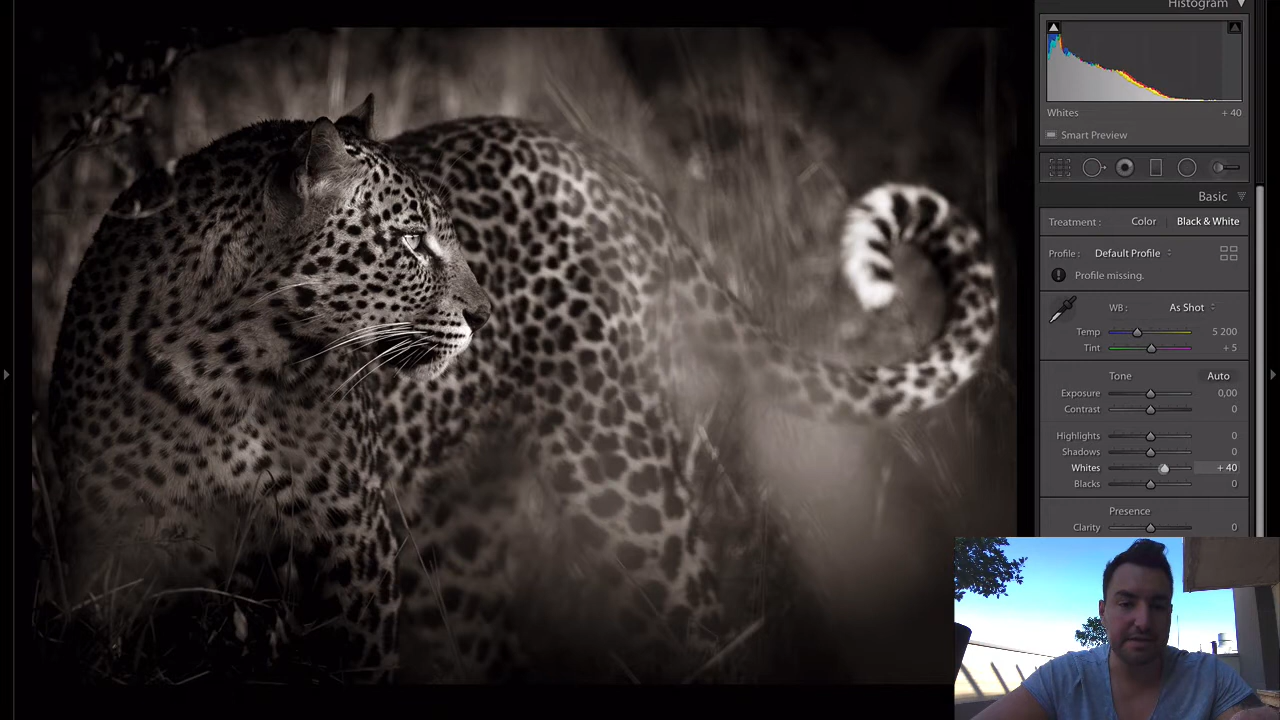 Histogram
Whites + 40
Smart Preview
Basic
Treatment : Color Black & White
Profile : Default Profile
Profile missing.
WB : As Shot
Temp 5 200
Tint + 5
Tone Auto
Exposure 0,00
Contrast 0
Highlights 0
Shadows 0
Whites + 40
Blacks 0
Presence
Clarity 0